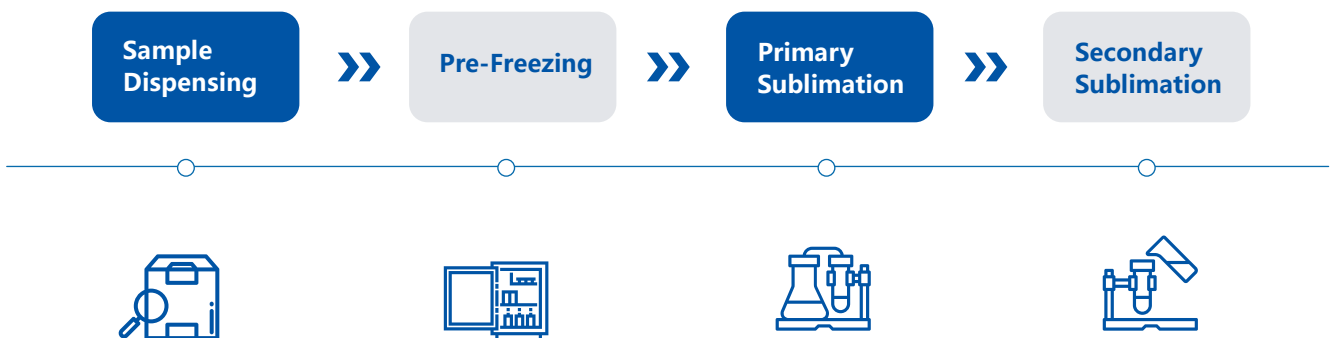 Sample
Dispensing
Pre-Freezing
Primary
Sublimation
Secondary
Sublimation